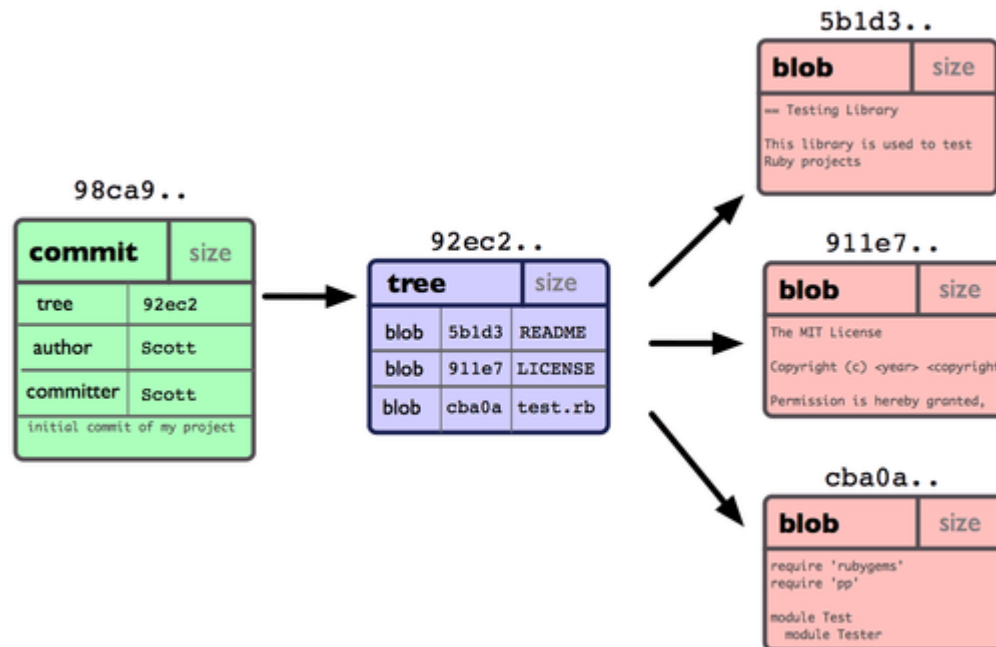 98ca9..
commit size
tree 92ec2
author Scott
committer Scott
initial commit of my project
92ec2..
tree size
blob 5b1d3 README
blob 911e7 LICENSE
blob cba0a test.rb
5b1d3..
blob size
== Testing Library
This library is used to test
Ruby projects
911e7..
blob size
The MIT License
Copyright (c) <year> <copyright
Permission is hereby granted,
cba0a..
blob size
require 'rubygems'
require 'pp'
module Test
module Tester